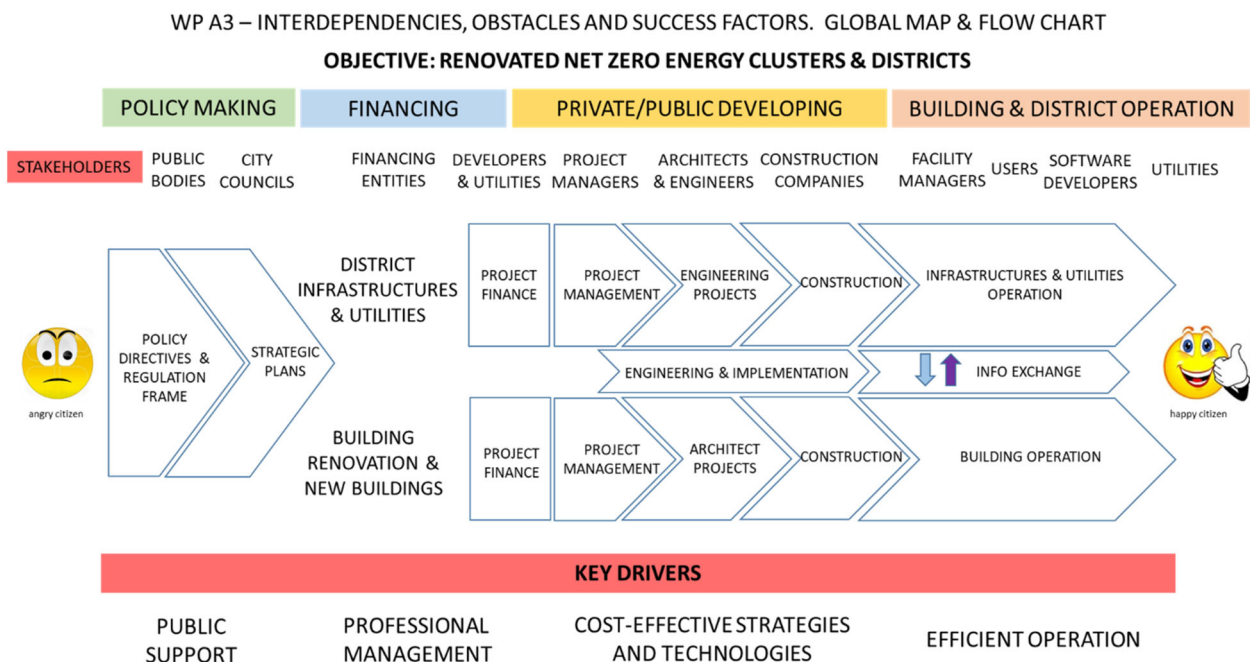 WP A3 – INTERDEPENDENCIES, OBSTACLES AND SUCCESS FACTORS. GLOBAL MAP & FLOW CHART
OBJECTIVE: RENOVATED NET ZERO ENERGY CLUSTERS & DISTRICTS
POLICY MAKING
FINANCING
PRIVATE/PUBLIC DEVELOPING
BUILDING & DISTRICT OPERATION
STAKEHOLDERS
PUBLIC
BODIES
CITY
COUNCILS
FINANCING
ENTITIES
DEVELOPERS
& UTILITIES
PROJECT
MANAGERS
ARCHITECTS
& ENGINEERS
CONSTRUCTION
COMPANIES
FACILITY
MANAGERS
USERS
SOFTWARE
DEVELOPERS
UTILITIES
angry citizen
POLICY
DIRECTIVES &
REGULATION
FRAME
STRATEGIC
PLANS
DISTRICT
INFRASTRUCTURES
& UTILITIES
PROJECT
FINANCE
PROJECT
MANAGEMENT
ENGINEERING
PROJECTS
CONSTRUCTION
INFRASTRUCTURES & UTILITIES
OPERATION
ENGINEERING & IMPLEMENTATION
INFO EXCHANGE
happy citizen
BUILDING
RENOVATION &
NEW BUILDINGS
PROJECT
FINANCE
PROJECT
MANAGEMENT
ARCHITECT
PROJECTS
CONSTRUCTION
BUILDING OPERATION
KEY DRIVERS
PUBLIC
SUPPORT
PROFESSIONAL
MANAGEMENT
COST-EFFECTIVE STRATEGIES
AND TECHNOLOGIES
EFFICIENT OPERATION